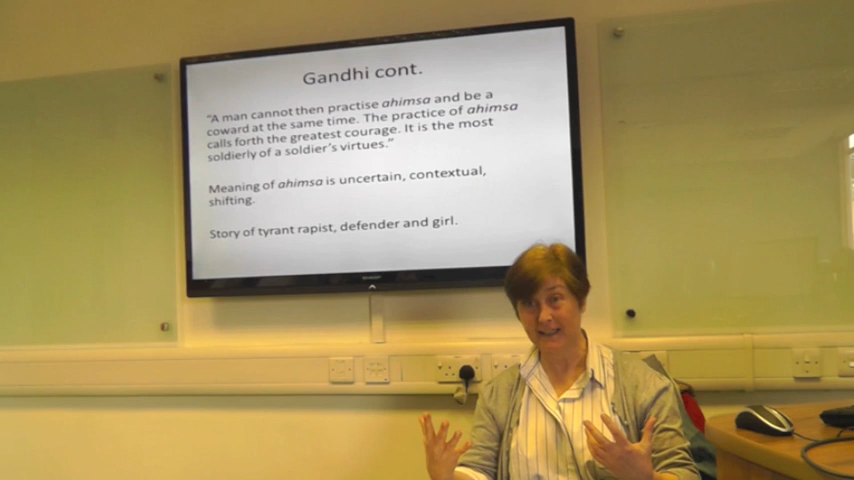 Gandhi cont.
"A man cannot then practise ahimsa and be a
coward at the same time. The practice of ahimsa
calls forth the greatest courage. It is the most
soldierly of a soldier's virtues."
Meaning of ahimsa is uncertain, contextual,
shifting.
Story of tyrant rapist, defender and girl.
SHARP